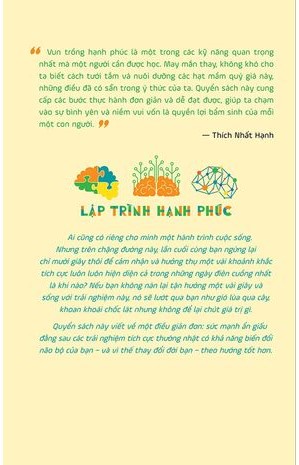 “ Vun trồng hạnh phúc là một trong các kỹ năng quan trọng
nhất mà một người cần được học. May mắn thay, không khó cho
ta biết cách tưới tắm và nuôi dưỡng các hạt mầm quý giá này,
những điều đã có sẵn trong ý thức của ta. Quyển sách này cung
cấp các bước thực hành đơn giản và dễ đạt được, giúp ta chạm
vào sự bình yên và niềm vui vốn là quyền lợi bẩm sinh của mỗi
một con người. ”
— Thích Nhất Hạnh
LẬP TRÌNH HẠNH PHÚC
Ai cũng có riêng cho mình một hành trình cuộc sống.
Nhưng trên chặng đường này, lần cuối cùng bạn ngừng lại
chỉ mười giây thôi để cảm nhận và hưởng thụ một vài khoảnh khắc
tích cực luôn luôn hiện diện cả trong những ngày điên cuồng nhất
là khi nào? Nếu bạn không nán lại tận hưởng một vài giây và
sống với trải nghiệm này, nó sẽ lướt qua bạn như gió lùa qua cây,
khoan khoái chốc lát nhưng không để lại chút giá trị gì.
Quyển sách này viết về một điều giản đơn: sức mạnh ẩn giấu
đằng sau các trải nghiệm tích cực thường nhật có khả năng biến đổi
não bộ của bạn – và vì thế thay đổi đời bạn – theo hướng tốt hơn.